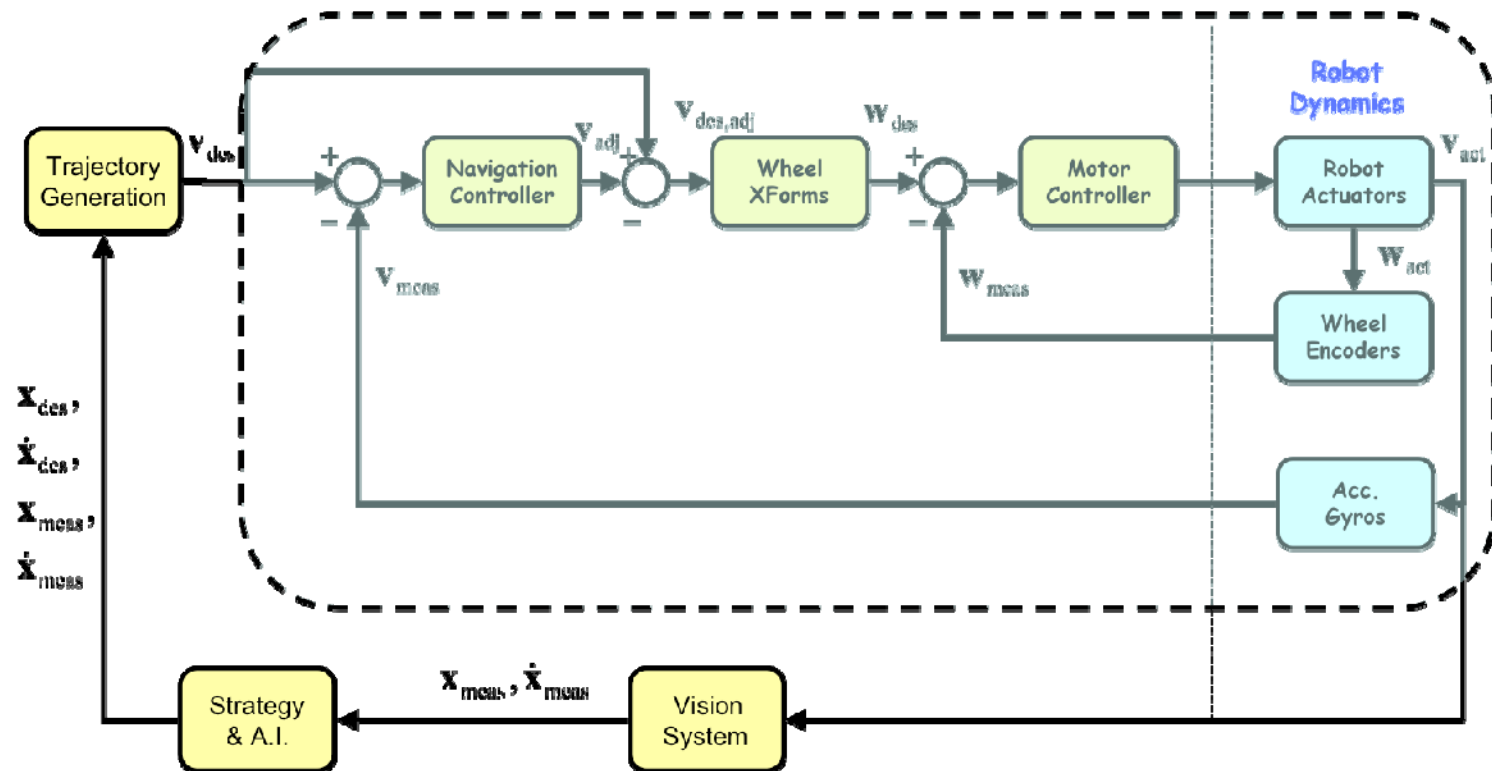 Robot
Dynamics
Trajectory
Generation
v_des
+
−
Navigation
Controller
v_adj
+
−
v_des,adj
Wheel
XForms
w_des
+
−
Motor
Controller
Robot
Actuators
v_act
w_act
v_meas
w_meas
Wheel
Encoders
Acc.
Gyros
x_des,
ẋ_des,
x_meas,
ẋ_meas
Strategy
& A.I.
x_meas, ẋ_meas
Vision
System